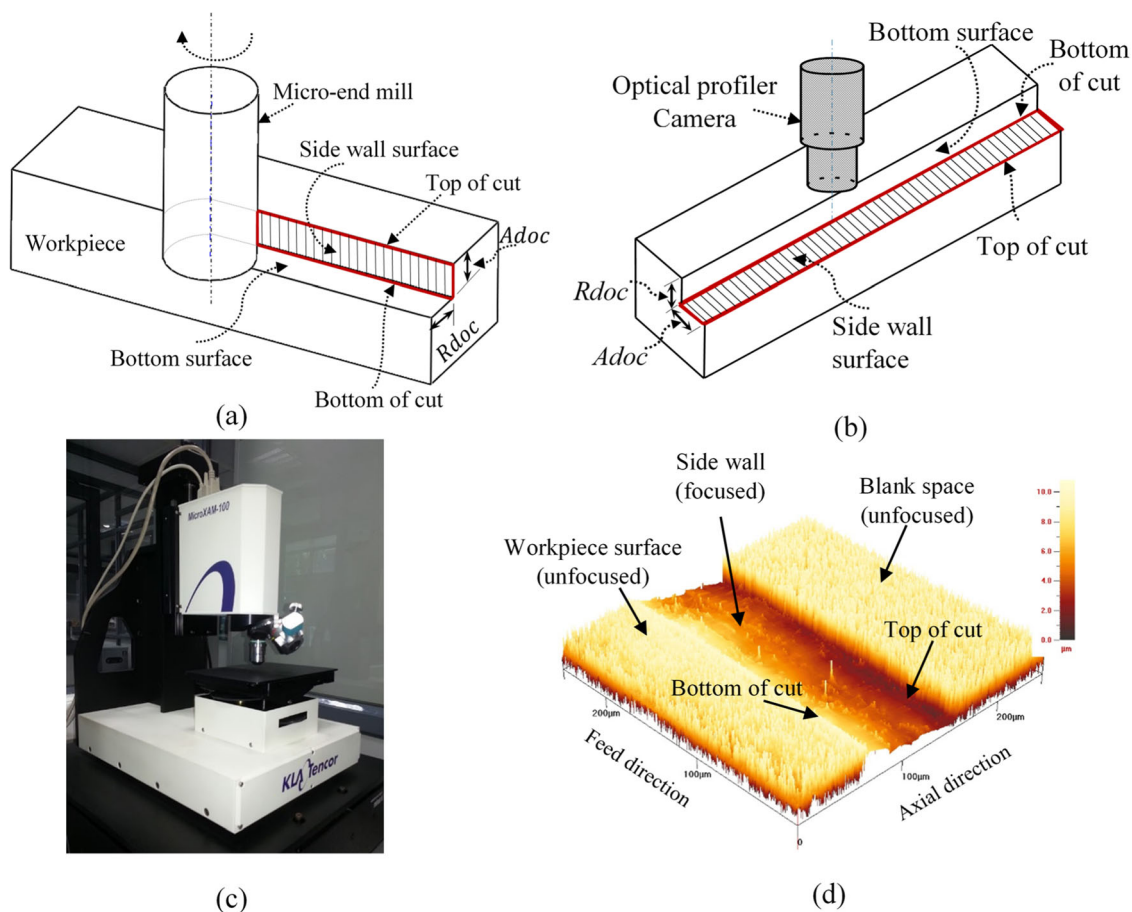 Micro-end mill
Side wall surface
Top of cut
Adoc
Workpiece
Rdoc
Bottom surface
Bottom of cut
(a)
Bottom surface
Bottom
of cut
Optical profiler
Camera
Top of cut
Rdoc
Adoc
Side wall
surface
(b)
MicroXAM-100
KLA Tencor
(c)
Side wall
(focused)
Blank space
(unfocused)
Workpiece surface
(unfocused)
Top of cut
Bottom of cut
10.0
8.0
6.0
4.0
2.0
0.0
µm
200µm
100µm
0
100µm
200µm
Feed direction
Axial direction
(d)